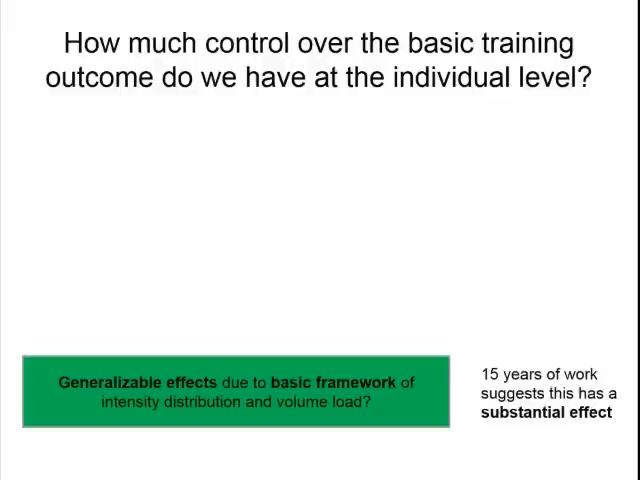 How much control over the basic training
outcome do we have at the individual level?
Generalizable effects due to basic framework of
intensity distribution and volume load?
15 years of work
suggests this has a
substantial effect